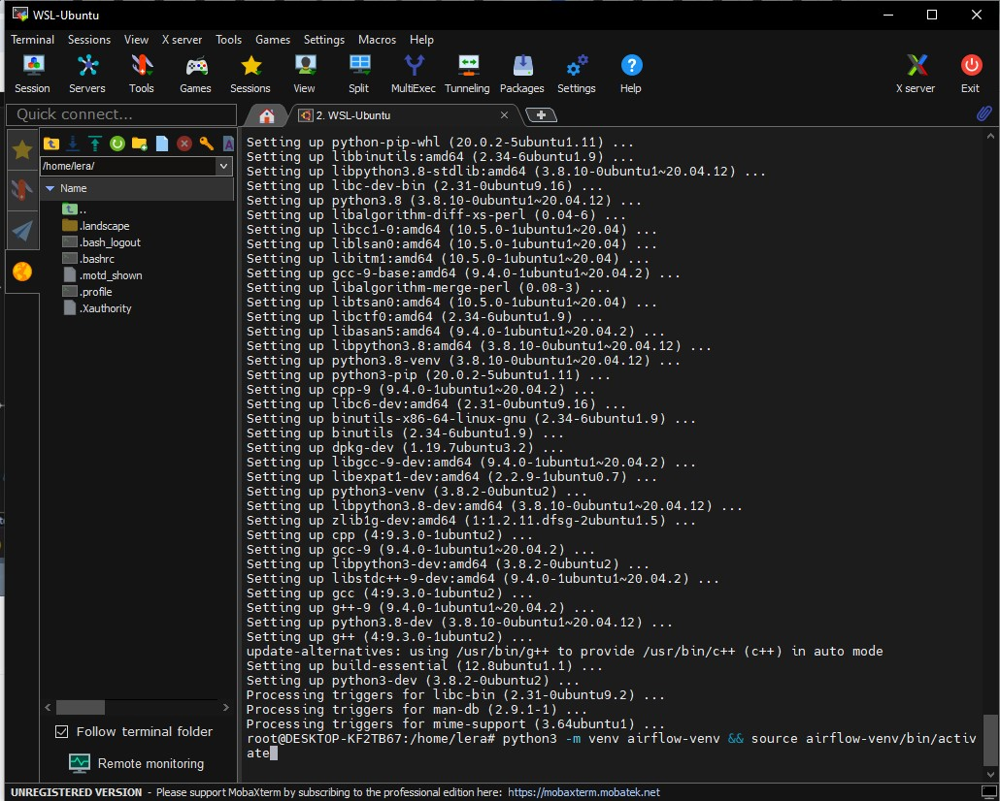 WSL-Ubuntu
Terminal Sessions View X server Tools Games Settings Macros Help
Session Servers Tools Games Sessions View Split MultiExec Tunneling Packages Settings Help X server Exit
Quick connect...
2. WSL-Ubuntu
/home/lera/
Name
..
.landscape
.bash_logout
.bashrc
.motd_shown
.profile
.Xauthority
Follow terminal folder
Remote monitoring
Setting up python-pip-whl (20.0.2-5ubuntu1.11) ...
Setting up libbinutils:amd64 (2.34-6ubuntu1.9) ...
Setting up libpython3.8-stdlib:amd64 (3.8.10-0ubuntu1~20.04.12) ...
Setting up libc-dev-bin (2.31-0ubuntu9.16) ...
Setting up python3.8 (3.8.10-0ubuntu1~20.04.12) ...
Setting up libalgorithm-diff-xs-perl (0.04-6) ...
Setting up libcc1-0:amd64 (10.5.0-1ubuntu1~20.04) ...
Setting up liblsan0:amd64 (10.5.0-1ubuntu1~20.04) ...
Setting up libitm1:amd64 (10.5.0-1ubuntu1~20.04) ...
Setting up gcc-9-base:amd64 (9.4.0-1ubuntu1~20.04.2) ...
Setting up libalgorithm-merge-perl (0.08-3) ...
Setting up libtsan0:amd64 (10.5.0-1ubuntu1~20.04) ...
Setting up libctf0:amd64 (2.34-6ubuntu1.9) ...
Setting up libasan5:amd64 (9.4.0-1ubuntu1~20.04.2) ...
Setting up libpython3.8:amd64 (3.8.10-0ubuntu1~20.04.12) ...
Setting up python3.8-venv (3.8.10-0ubuntu1~20.04.12) ...
Setting up python3-pip (20.0.2-5ubuntu1.11) ...
Setting up cpp-9 (9.4.0-1ubuntu1~20.04.2) ...
Setting up libc6-dev:amd64 (2.31-0ubuntu9.16) ...
Setting up binutils-x86-64-linux-gnu (2.34-6ubuntu1.9) ...
Setting up binutils (2.34-6ubuntu1.9) ...
Setting up dpkg-dev (1.19.7ubuntu3.2) ...
Setting up libgcc-9-dev:amd64 (9.4.0-1ubuntu1~20.04.2) ...
Setting up libexpat1-dev:amd64 (2.2.9-1ubuntu0.7) ...
Setting up python3-venv (3.8.2-0ubuntu2) ...
Setting up libpython3.8-dev:amd64 (3.8.10-0ubuntu1~20.04.12) ...
Setting up zlib1g-dev:amd64 (1:1.2.11.dfsg-2ubuntu1.5) ...
Setting up cpp (4:9.3.0-1ubuntu2) ...
Setting up gcc-9 (9.4.0-1ubuntu1~20.04.2) ...
Setting up libpython3-dev:amd64 (3.8.2-0ubuntu2) ...
Setting up libstdc++-9-dev:amd64 (9.4.0-1ubuntu1~20.04.2) ...
Setting up gcc (4:9.3.0-1ubuntu2) ...
Setting up g++-9 (9.4.0-1ubuntu1~20.04.2) ...
Setting up python3.8-dev (3.8.10-0ubuntu1~20.04.12) ...
Setting up g++ (4:9.3.0-1ubuntu2) ...
update-alternatives: using /usr/bin/g++ to provide /usr/bin/c++ (c++) in auto mode
Setting up build-essential (12.8ubuntu1.1) ...
Setting up python3-dev (3.8.2-0ubuntu2) ...
Processing triggers for libc-bin (2.31-0ubuntu9.2) ...
Processing triggers for man-db (2.9.1-1) ...
Processing triggers for mime-support (3.64ubuntu1) ...
root@DESKTOP-KF2TB67:/home/lera# python3 -m venv airflow-venv && source airflow-venv/bin/activ
ate
UNREGISTERED VERSION - Please support MobaXterm by subscribing to the professional edition here: https://mobaxterm.mobatek.net